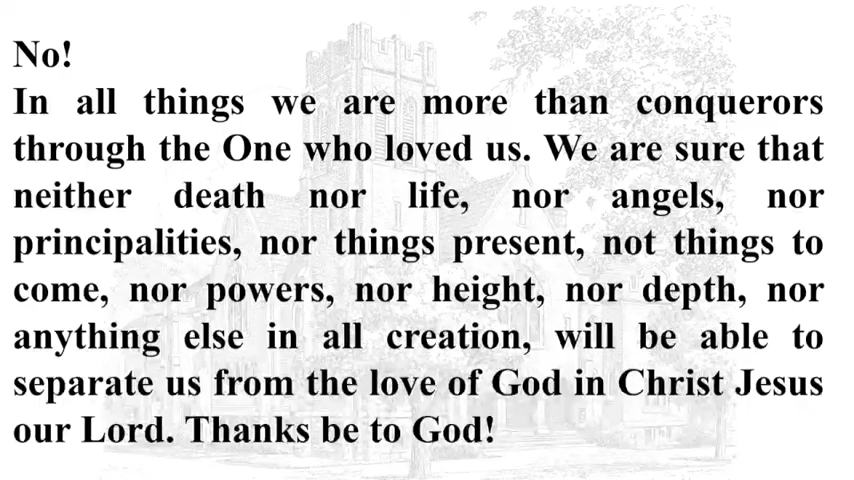 No!
In all things we are more than conquerors
through the One who loved us. We are sure that
neither death nor life, nor angels, nor
principalities, nor things present, not things to
come, nor powers, nor height, nor depth, nor
anything else in all creation, will be able to
separate us from the love of God in Christ Jesus
our Lord. Thanks be to God!